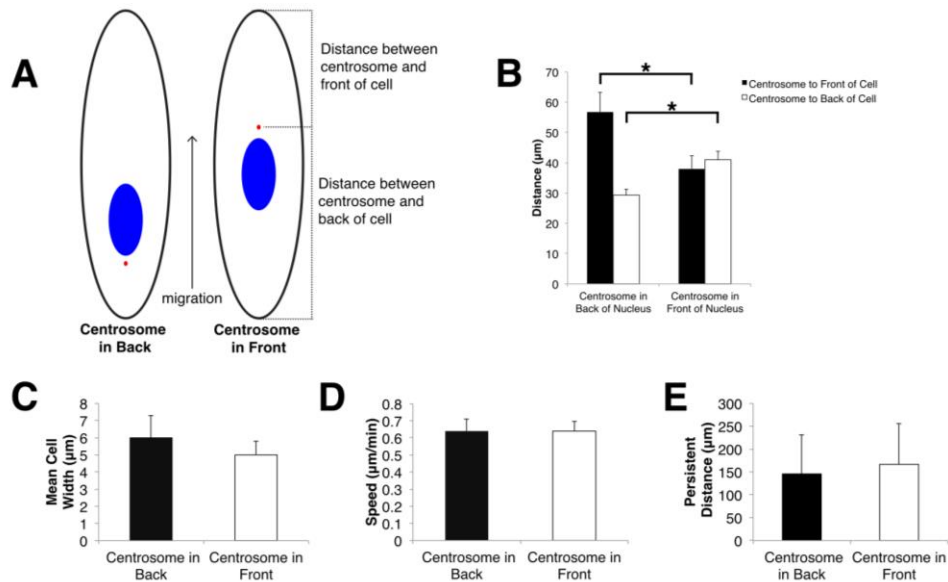 A
Distance between
centrosome and
front of cell
Distance between
centrosome and
back of cell
migration
Centrosome
in Back
Centrosome
in Front
B
Distance (µm)
70
60
50
40
30
20
10
0
*
*
Centrosome to Front of Cell
Centrosome to Back of Cell
Centrosome in
Back of Nucleus
Centrosome in
Front of Nucleus
C
Mean Cell
Width (µm)
8
7
6
5
4
3
2
1
0
Centrosome in
Back
Centrosome in
Front
D
Speed (µm/min)
0.8
0.7
0.6
0.5
0.4
0.3
0.2
0.1
0
Centrosome in
Back
Centrosome in
Front
E
Persistent
Distance (µm)
300
250
200
150
100
50
0
Centrosome
in Back
Centrosome in
Front